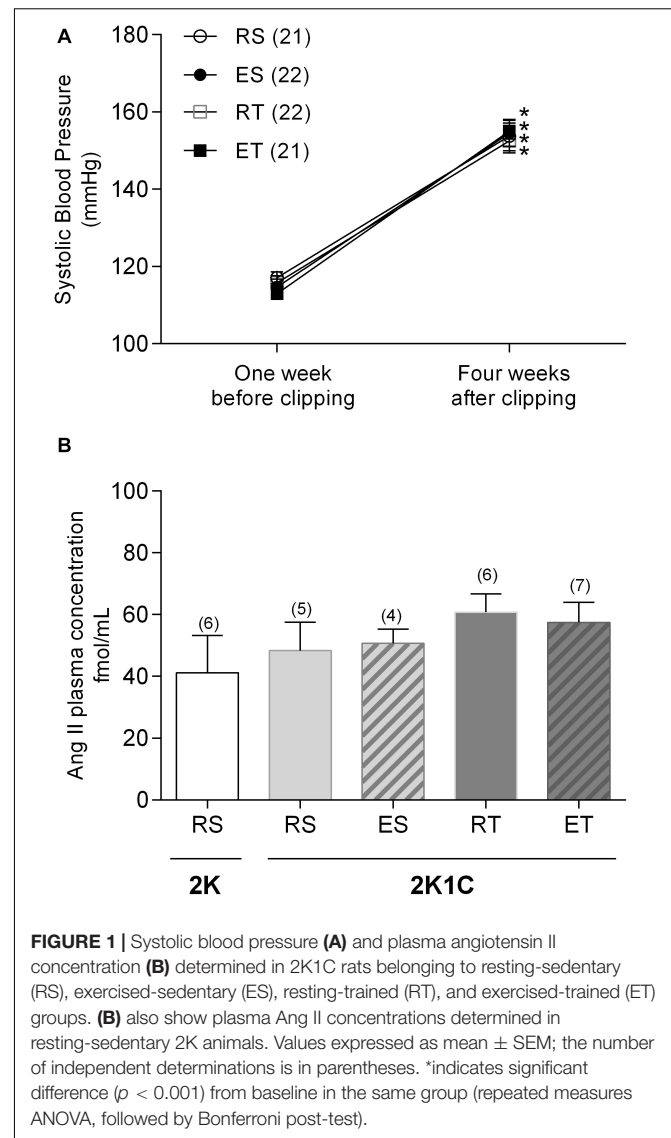 A
180
160
140
120
100
Systolic Blood Pressure
(mmHg)
RS (21)
ES (22)
RT (22)
ET (21)
*
*
*
*
One week
before clipping
Four weeks
after clipping
B
100
80
60
40
20
0
Ang II plasma concentration
fmol/mL
(6)
(5)
(4)
(6)
(7)
RS
RS
ES
RT
ET
2K
2K1C
FIGURE 1 | Systolic blood pressure (A) and plasma angiotensin II
concentration (B) determined in 2K1C rats belonging to resting-sedentary
(RS), exercised-sedentary (ES), resting-trained (RT), and exercised-trained (ET)
groups. (B) also show plasma Ang II concentrations determined in
resting-sedentary 2K animals. Values expressed as mean ± SEM; the number
of independent determinations is in parentheses. *indicates significant
difference (p < 0.001) from baseline in the same group (repeated measures
ANOVA, followed by Bonferroni post-test).